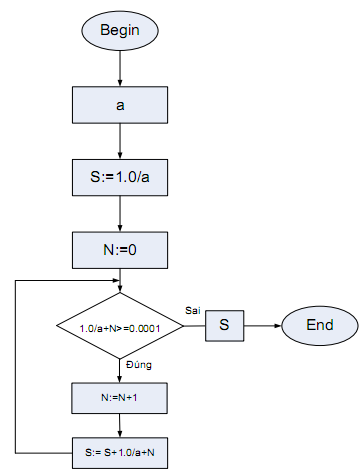 Begin
a
S:=1.0/a
N:=0
1.0/a+N>=0.0001
Sai
S
End
Đúng
N:=N+1
S:= S+1.0/a+N